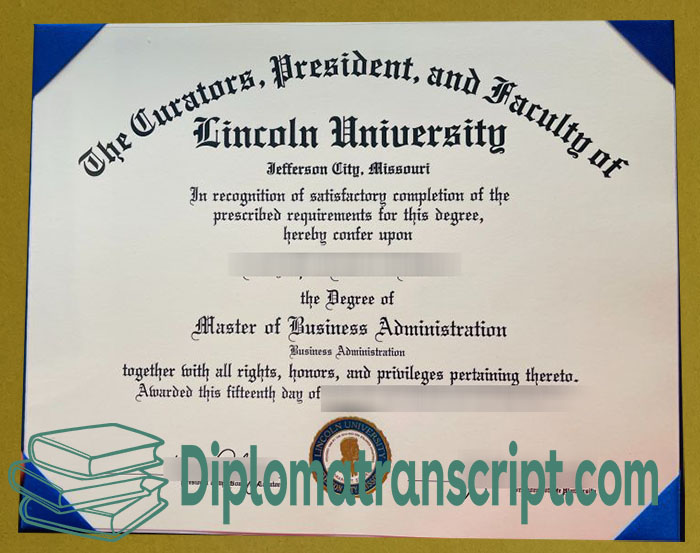 The Curators, President, and Faculty of
Lincoln University
Jefferson City, Missouri
In recognition of satisfactory completion of the
prescribed requirements for this degree,
hereby confer upon
the Degree of
Master of Business Administration
Business Administration
together with all rights, honors, and privileges pertaining thereto.
Awarded this fifteenth day of
LINCOLN UNIVERSITY
Diplomatranscript.com